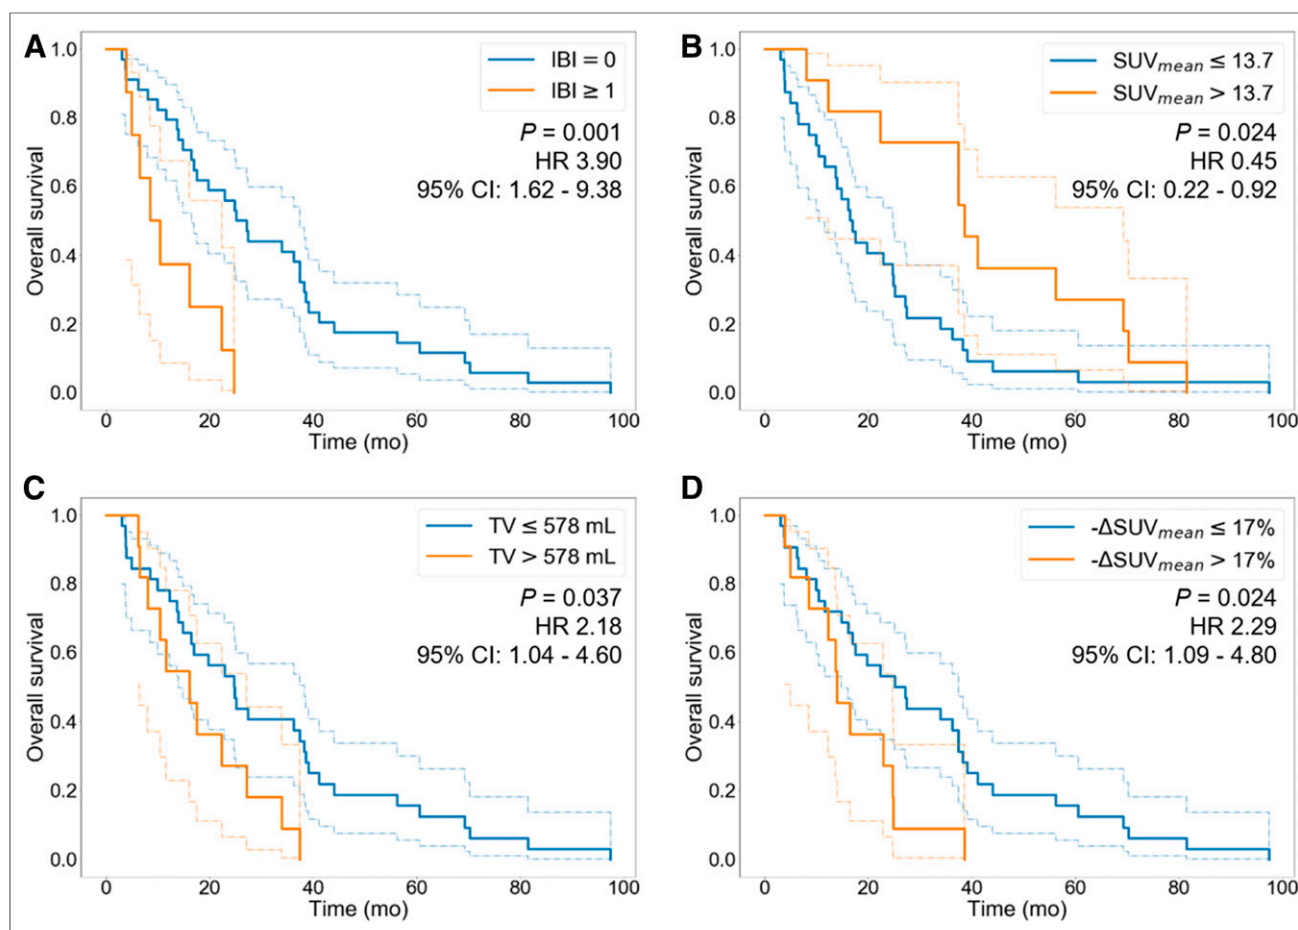 A
1.0
0.8
0.6
0.4
0.2
0.0
Overall survival
IBI = 0
IBI ≥ 1
P = 0.001
HR 3.90
95% CI: 1.62 - 9.38
0 20 40 60 80 100
Time (mo)
B
1.0
0.8
0.6
0.4
0.2
0.0
Overall survival
SUVmean ≤ 13.7
SUVmean > 13.7
P = 0.024
HR 0.45
95% CI: 0.22 - 0.92
0 20 40 60 80 100
Time (mo)
C
1.0
0.8
0.6
0.4
0.2
0.0
Overall survival
TV ≤ 578 mL
TV > 578 mL
P = 0.037
HR 2.18
95% CI: 1.04 - 4.60
0 20 40 60 80 100
Time (mo)
D
1.0
0.8
0.6
0.4
0.2
0.0
Overall survival
-ΔSUVmean ≤ 17%
-ΔSUVmean > 17%
P = 0.024
HR 2.29
95% CI: 1.09 - 4.80
0 20 40 60 80 100
Time (mo)